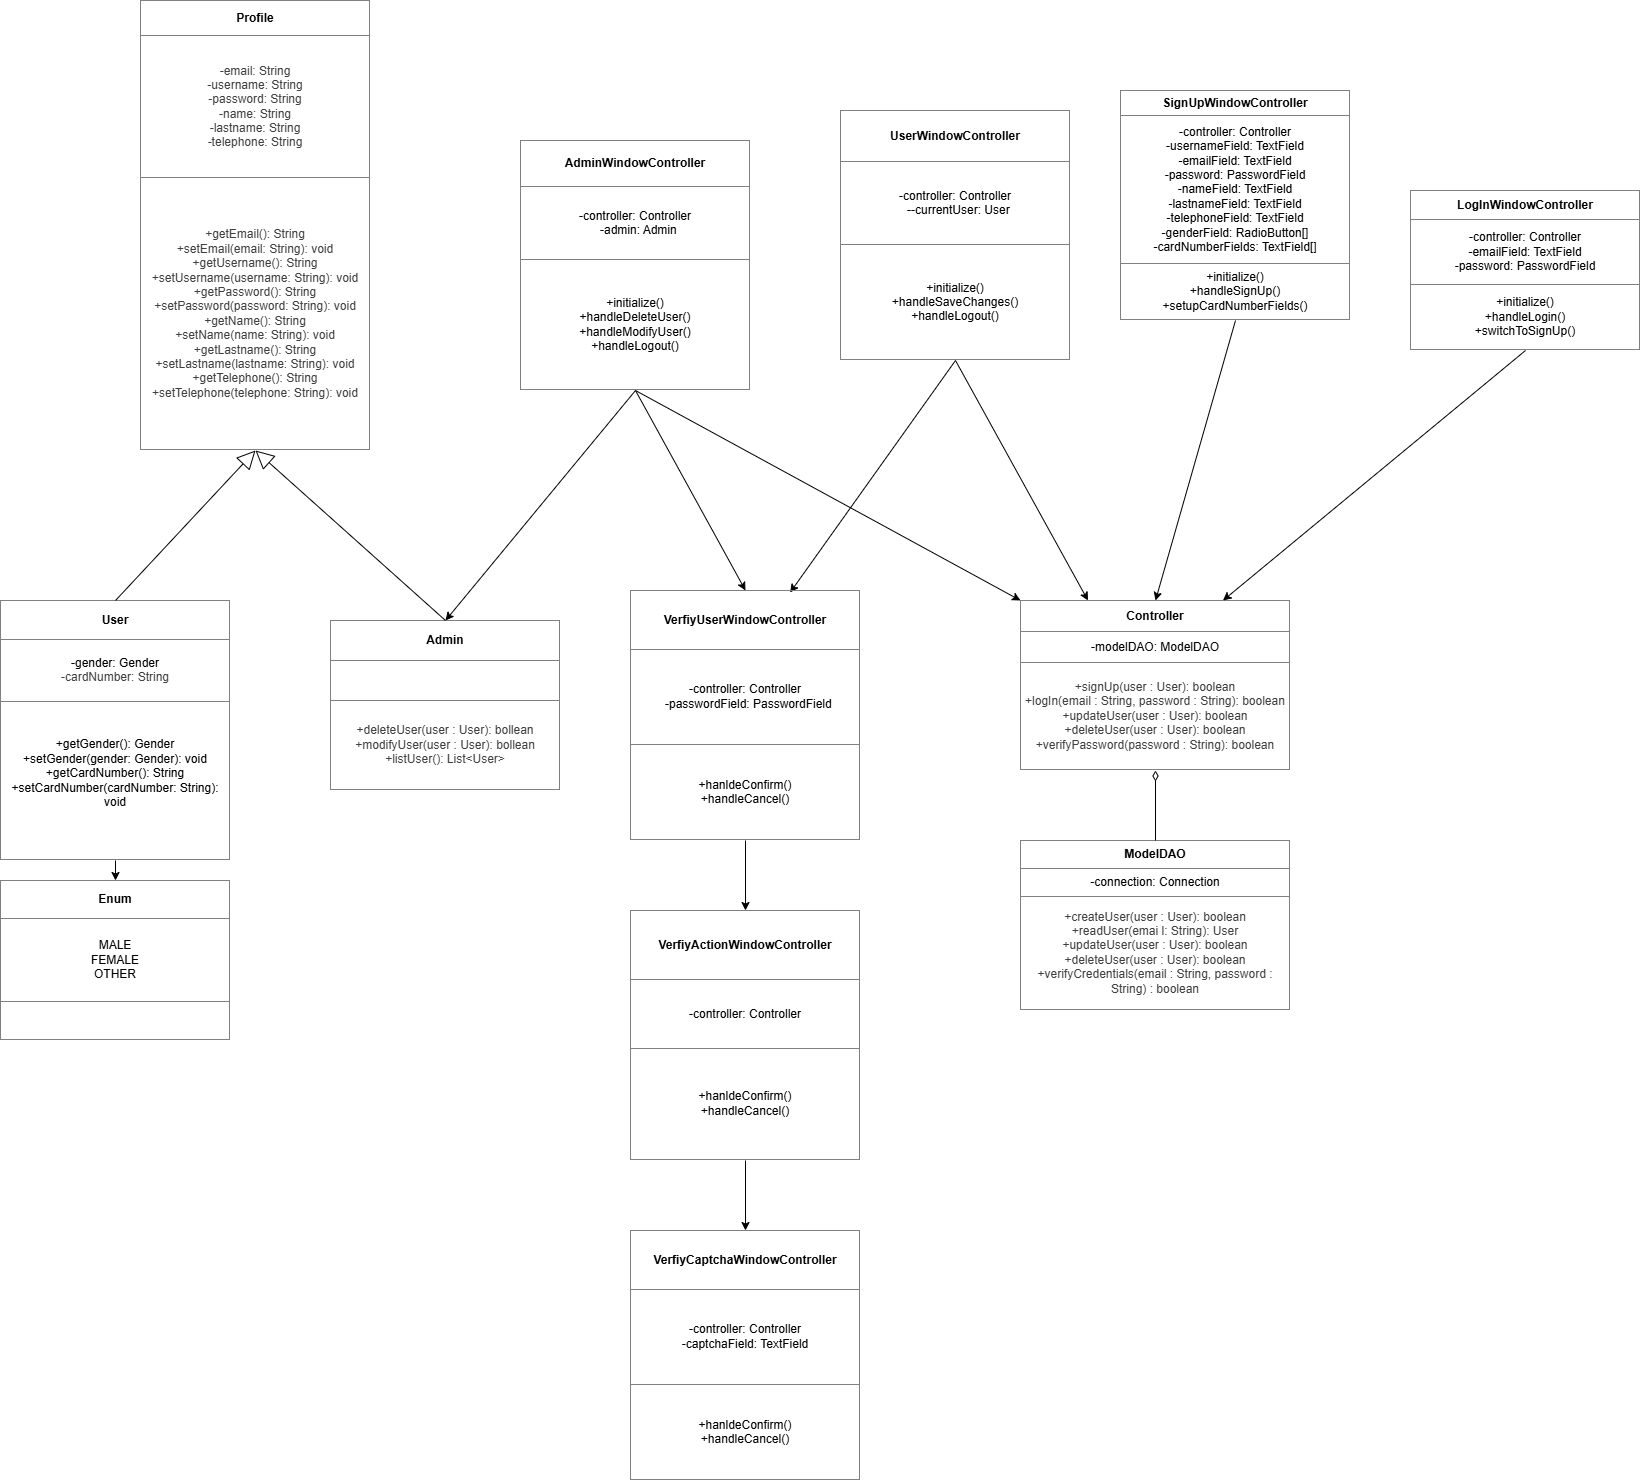 Profile
-email: String
-username: String
-password: String
-name: String
-lastname: String
-telephone: String
+getEmail(): String
+setEmail(email: String): void
+getUsername(): String
+setUsername(username: String): void
+getPassword(): String
+setPassword(password: String): void
+getName(): String
+setName(name: String): void
+getLastname(): String
+setLastname(lastname: String): void
+getTelephone(): String
+setTelephone(telephone: String): void
AdminWindowController
-controller: Controller
-admin: Admin
+initialize()
+handleDeleteUser()
+handleModifyUser()
+handleLogout()
UserWindowController
-controller: Controller
--currentUser: User
+initialize()
+handleSaveChanges()
+handleLogout()
SignUpWindowController
-controller: Controller
-usernameField: TextField
-emailField: TextField
-password: PasswordField
-nameField: TextField
-lastnameField: TextField
-telephoneField: TextField
-genderField: RadioButton[]
-cardNumberFields: TextField[]
+initialize()
+handleSignUp()
+setupCardNumberFields()
LogInWindowController
-controller: Controller
-emailField: TextField
-password: PasswordField
+initialize()
+handleLogin()
+switchToSignUp()
User
-gender: Gender
-cardNumber: String
+getGender(): Gender
+setGender(gender: Gender): void
+getCardNumber(): String
+setCardNumber(cardNumber: String):
void
Enum
MALE
FEMALE
OTHER
Admin
+deleteUser(user : User): bollean
+modifyUser(user : User): bollean
+listUser(): List<User>
VerfiyUserWindowController
-controller: Controller
-passwordField: PasswordField
+hanldeConfirm()
+handleCancel()
VerfiyActionWindowController
-controller: Controller
+hanldeConfirm()
+handleCancel()
VerfiyCaptchaWindowController
-controller: Controller
-captchaField: TextField
+hanldeConfirm()
+handleCancel()
Controller
-modelDAO: ModelDAO
+signUp(user : User): boolean
+logIn(email : String, password : String): boolean
+updateUser(user : User): boolean
+deleteUser(user : User): boolean
+verifyPassword(password : String): boolean
ModelDAO
-connection: Connection
+createUser(user : User): boolean
+readUser(emai l: String): User
+updateUser(user : User): boolean
+deleteUser(user : User): boolean
+verifyCredentials(email : String, password :
String) : boolean